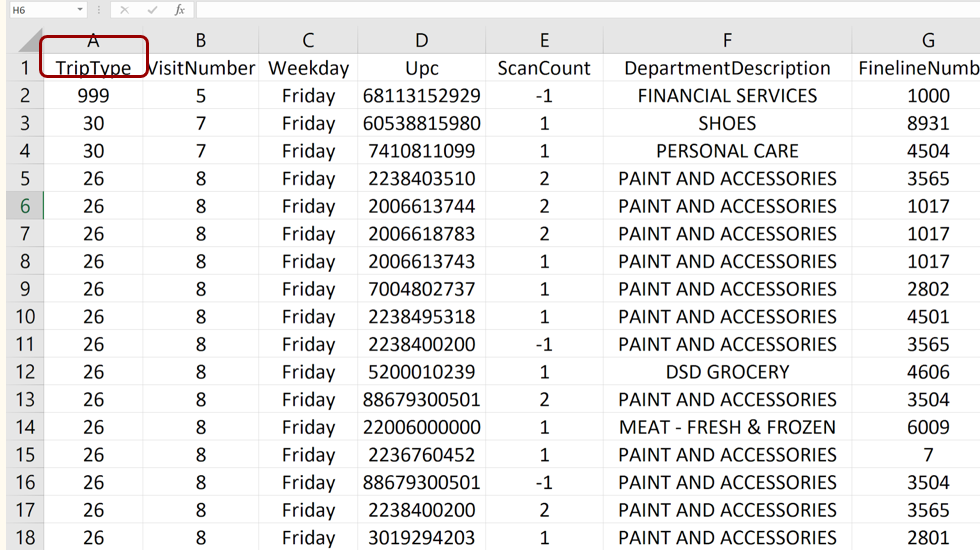 H6 fx
A B C D E F G
1 TripType VisitNumber Weekday Upc ScanCount DepartmentDescription FinelineNumb
2 999 5 Friday 68113152929 -1 FINANCIAL SERVICES 1000
3 30 7 Friday 60538815980 1 SHOES 8931
4 30 7 Friday 7410811099 1 PERSONAL CARE 4504
5 26 8 Friday 2238403510 2 PAINT AND ACCESSORIES 3565
6 26 8 Friday 2006613744 2 PAINT AND ACCESSORIES 1017
7 26 8 Friday 2006618783 2 PAINT AND ACCESSORIES 1017
8 26 8 Friday 2006613743 1 PAINT AND ACCESSORIES 1017
9 26 8 Friday 7004802737 1 PAINT AND ACCESSORIES 2802
10 26 8 Friday 2238495318 1 PAINT AND ACCESSORIES 4501
11 26 8 Friday 2238400200 -1 PAINT AND ACCESSORIES 3565
12 26 8 Friday 5200010239 1 DSD GROCERY 4606
13 26 8 Friday 88679300501 2 PAINT AND ACCESSORIES 3504
14 26 8 Friday 22006000000 1 MEAT - FRESH & FROZEN 6009
15 26 8 Friday 2236760452 1 PAINT AND ACCESSORIES 7
16 26 8 Friday 88679300501 -1 PAINT AND ACCESSORIES 3504
17 26 8 Friday 2238400200 2 PAINT AND ACCESSORIES 3565
18 26 8 Friday 3019294203 1 PAINT AND ACCESSORIES 2801